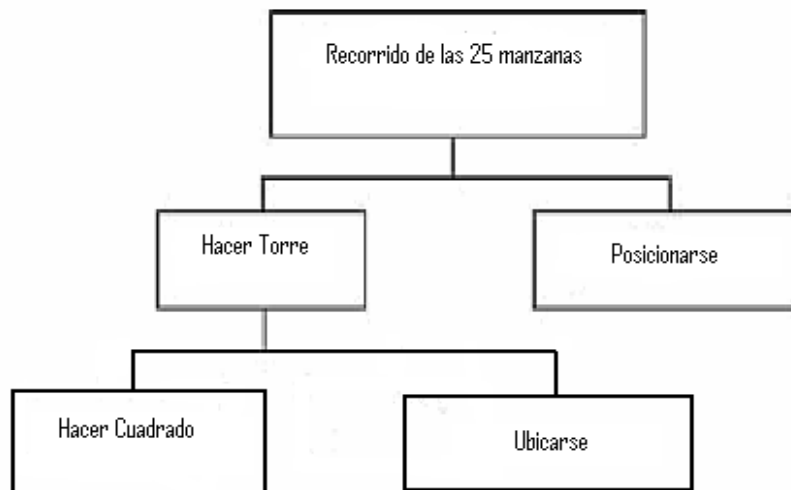 Recorrido de las 25 manzanas
Hacer Torre
Posicionarse
Hacer Cuadrado
Ubicarse